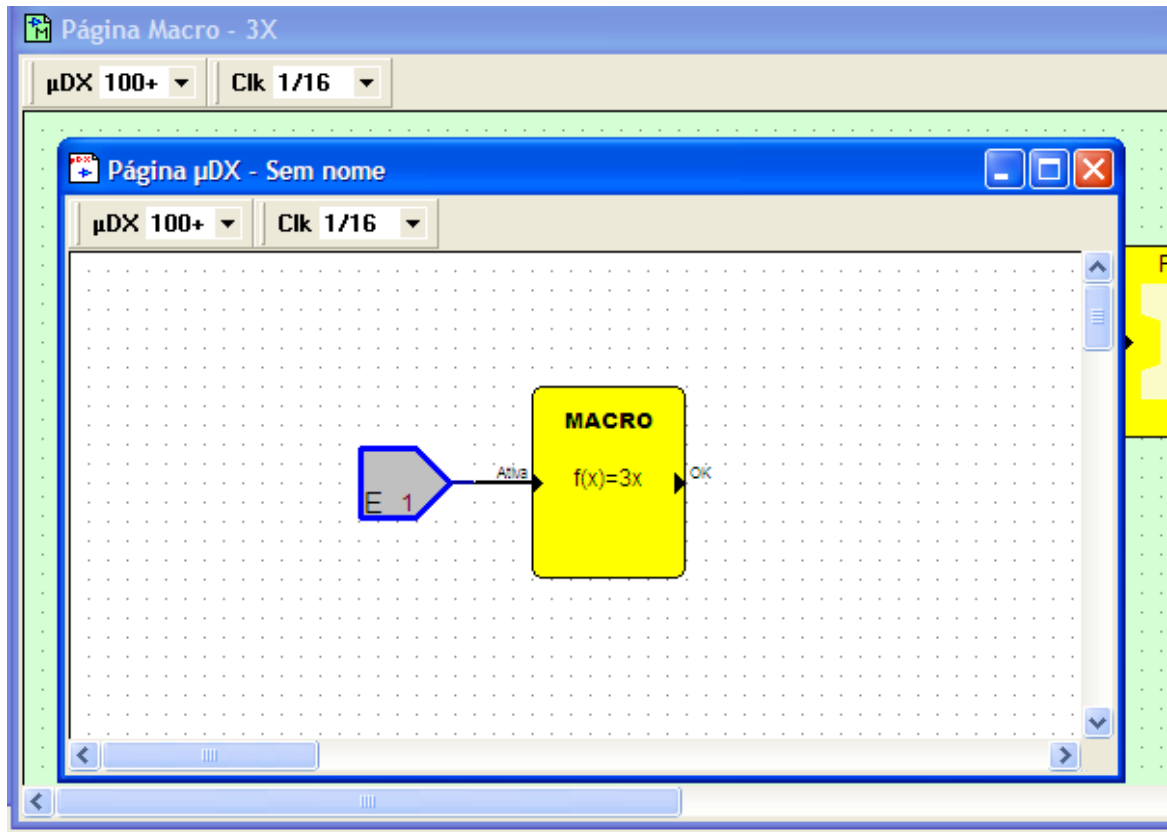 Página Macro - 3X
µDX 100+ Clk 1/16
Página µDX - Sem nome
µDX 100+ Clk 1/16
MACRO
Ativa f(x)=3x OK
E 1